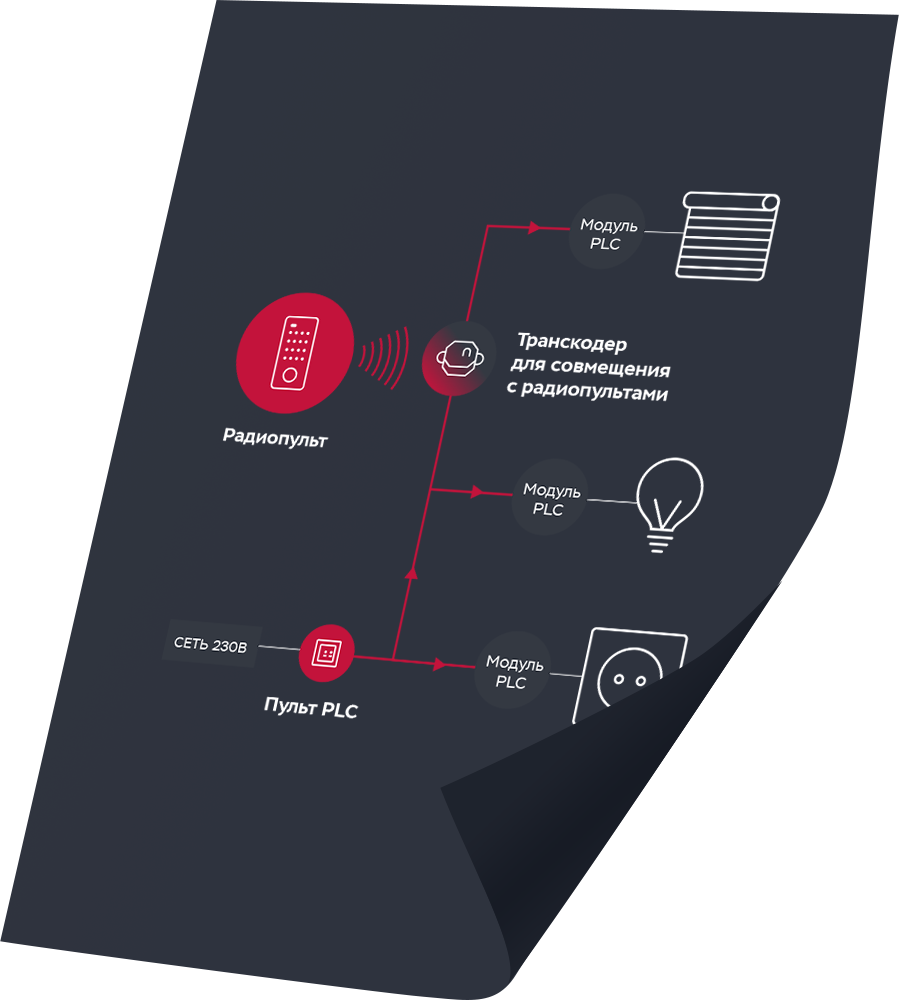 Модуль
PLC
Транскодер
для совмещения
с радиопультами
Радиопульт
Модуль
PLC
СЕТЬ 230В
Модуль
PLC
Пульт PLC